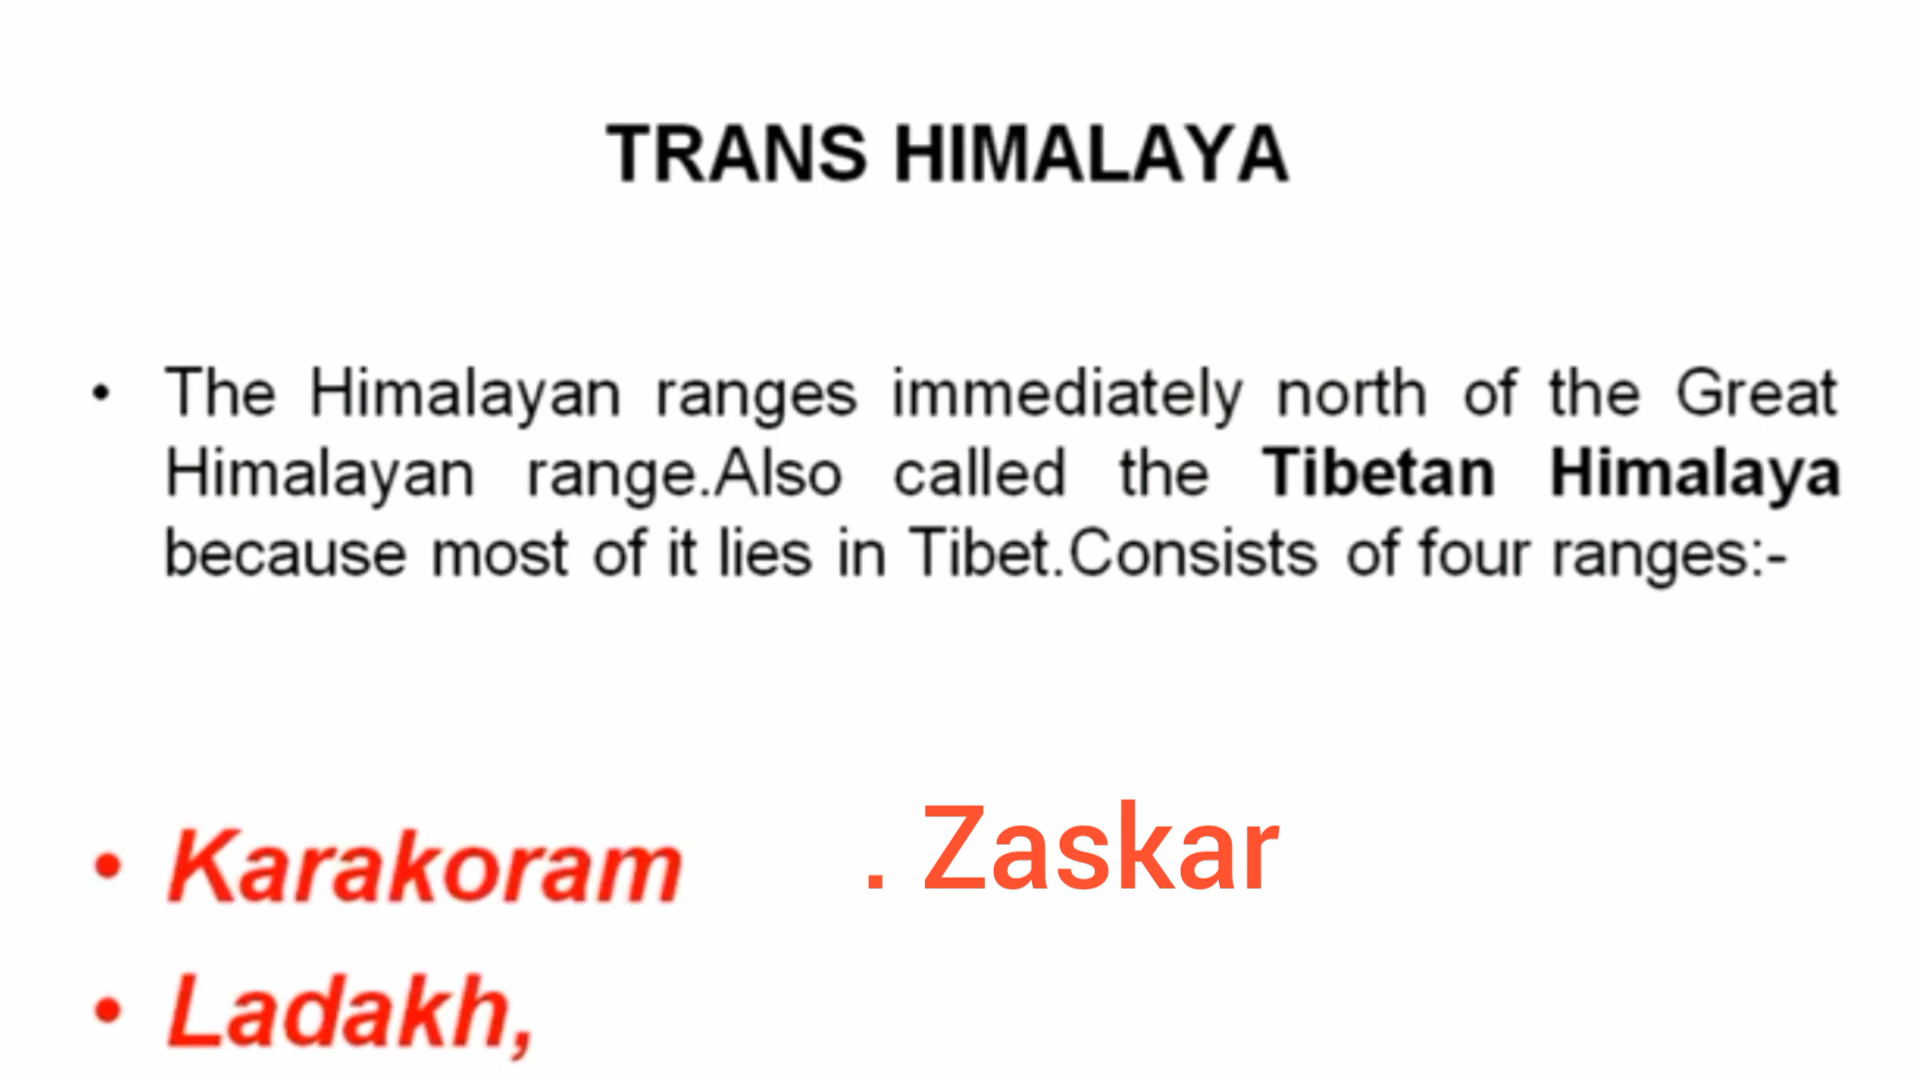 TRANS HIMALAYA
• The Himalayan ranges immediately north of the Great
Himalayan range.Also called the Tibetan Himalaya
because most of it lies in Tibet.Consists of four ranges:-
• Karakoram
. Zaskar
• Ladakh,